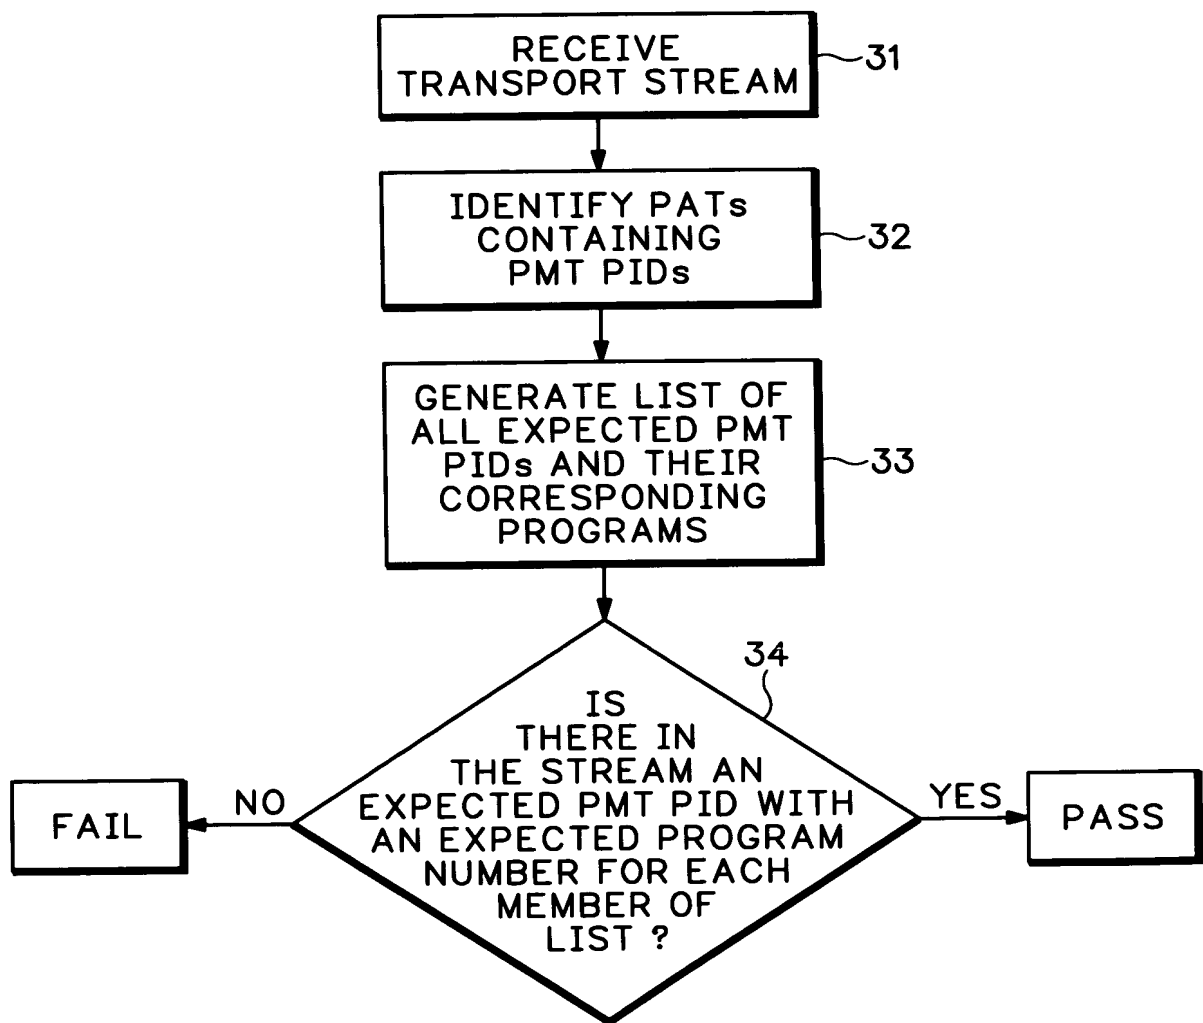 RECEIVE
TRANSPORT STREAM
31
IDENTIFY PATs
CONTAINING
PMT PIDs
32
GENERATE LIST OF
ALL EXPECTED PMT
PIDs AND THEIR
CORRESPONDING
PROGRAMS
33
34
IS
THERE IN
THE STREAM AN
EXPECTED PMT PID WITH
AN EXPECTED PROGRAM
NUMBER FOR EACH
MEMBER OF
LIST ?
NO
FAIL
YES
PASS